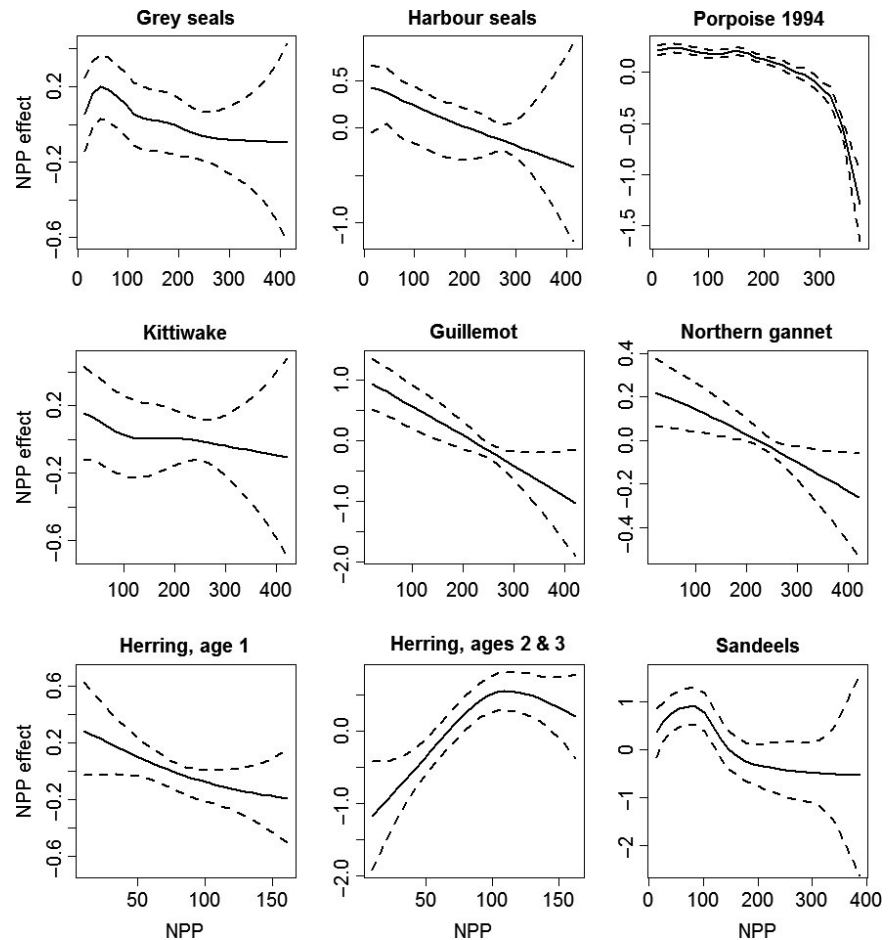 Grey seals
Harbour seals
Porpoise 1994
NPP effect
0.2
−0.2
−0.6
0 100 200 300 400
0.5
0.0
−1.0
0 100 200 300 400
0.0
−0.5
−1.0
−1.5
0 100 300
Kittiwake
Guillemot
Northern gannet
NPP effect
0.2
−0.2
−0.6
100 200 300 400
1.0
0.0
−1.0
−2.0
100 200 300 400
0.4
0.2
0.0
−0.2
−0.4
100 200 300 400
Herring, age 1
Herring, ages 2 & 3
Sandeels
NPP effect
0.6
0.2
−0.2
−0.6
50 100 150
NPP
0.0
−1.0
−2.0
50 100 150
NPP
1
0
−1
−2
0 100 200 300 400
NPP